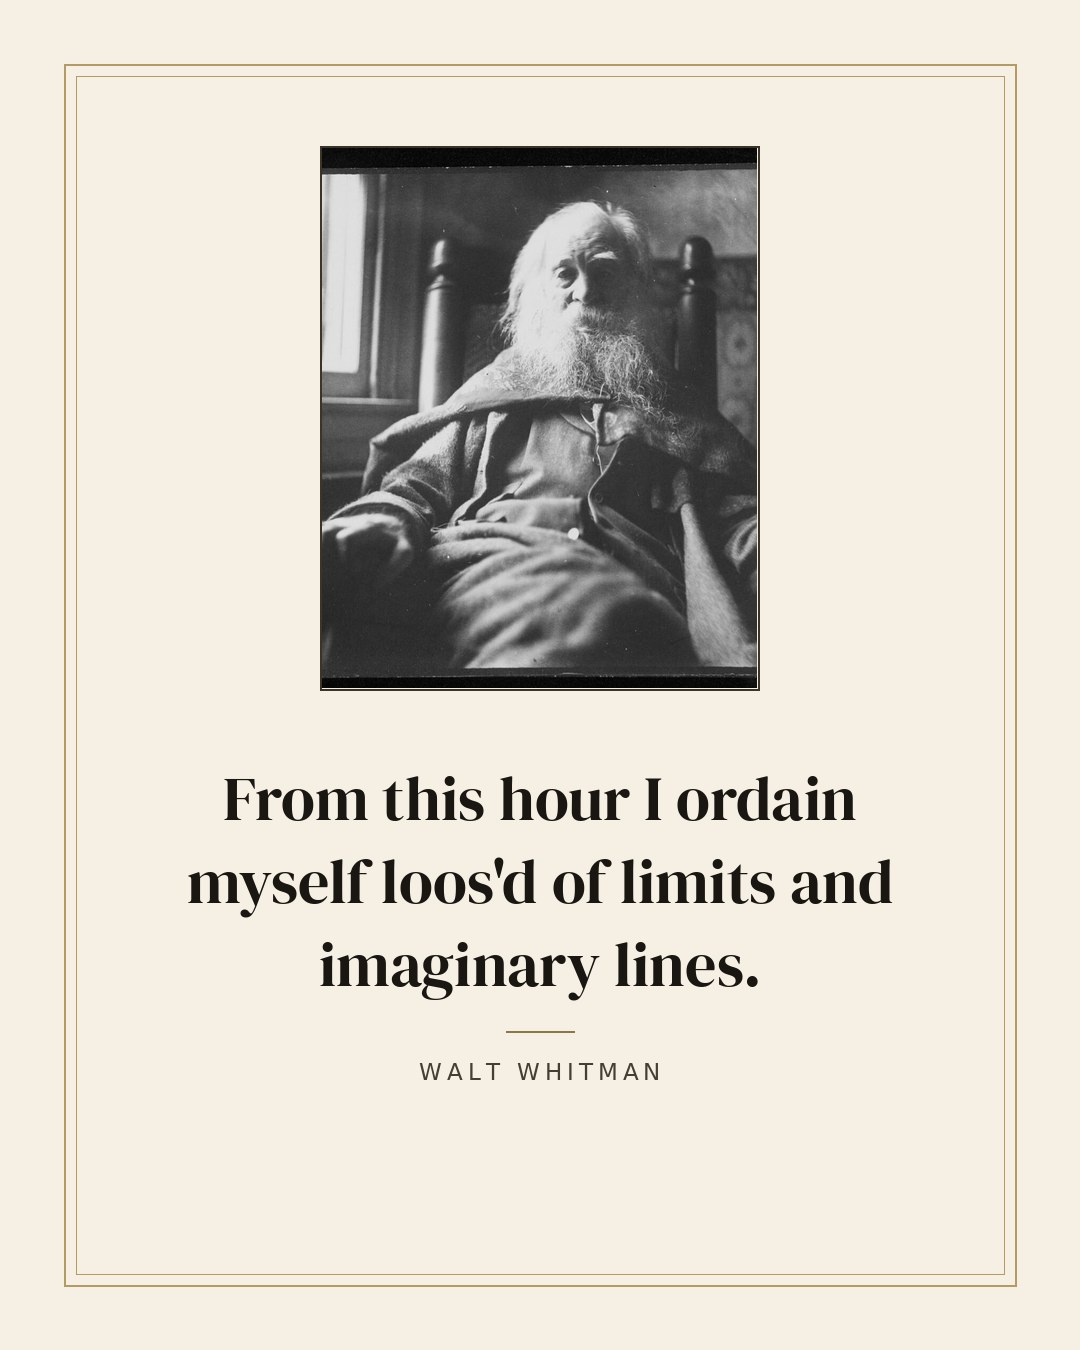 From this hour I ordain
myself loos'd of limits and
imaginary lines.
WALT WHITMAN